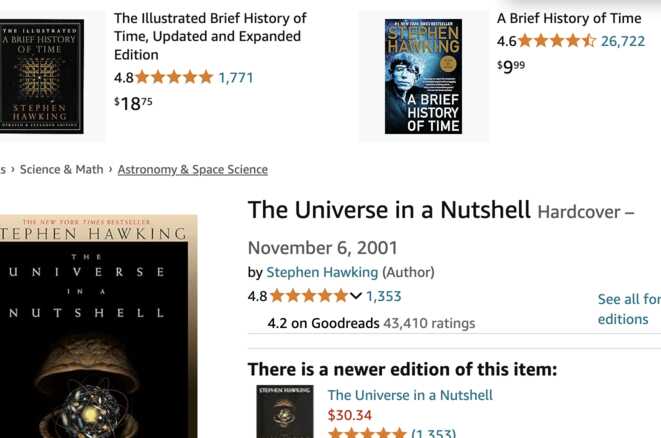 THE ILLUSTRATED
A BRIEF HISTORY
OF TIME
STEPHEN
HAWKING
UPDATED & EXPANDED EDITION
The Illustrated Brief History of
Time, Updated and Expanded
Edition
4.8 1,771
$18 75
#1 NEW YORK TIMES BESTSELLER
STEPHEN
HAWKING
A BRIEF
HISTORY
OF TIME
A Brief History of Time
4.6 26,722
$9 99
s › Science & Math › Astronomy & Space Science
THE NEW YORK TIMES BESTSELLER
TEPHEN HAWKING
THE
UNIVERSE
IN A
NUTSHELL
The Universe in a Nutshell Hardcover –
November 6, 2001
by Stephen Hawking (Author)
4.8 1,353
4.2 on Goodreads 43,410 ratings
See all for
editions
There is a newer edition of this item:
STEPHEN HAWKING
The Universe in a Nutshell
$30.34
(1,353)